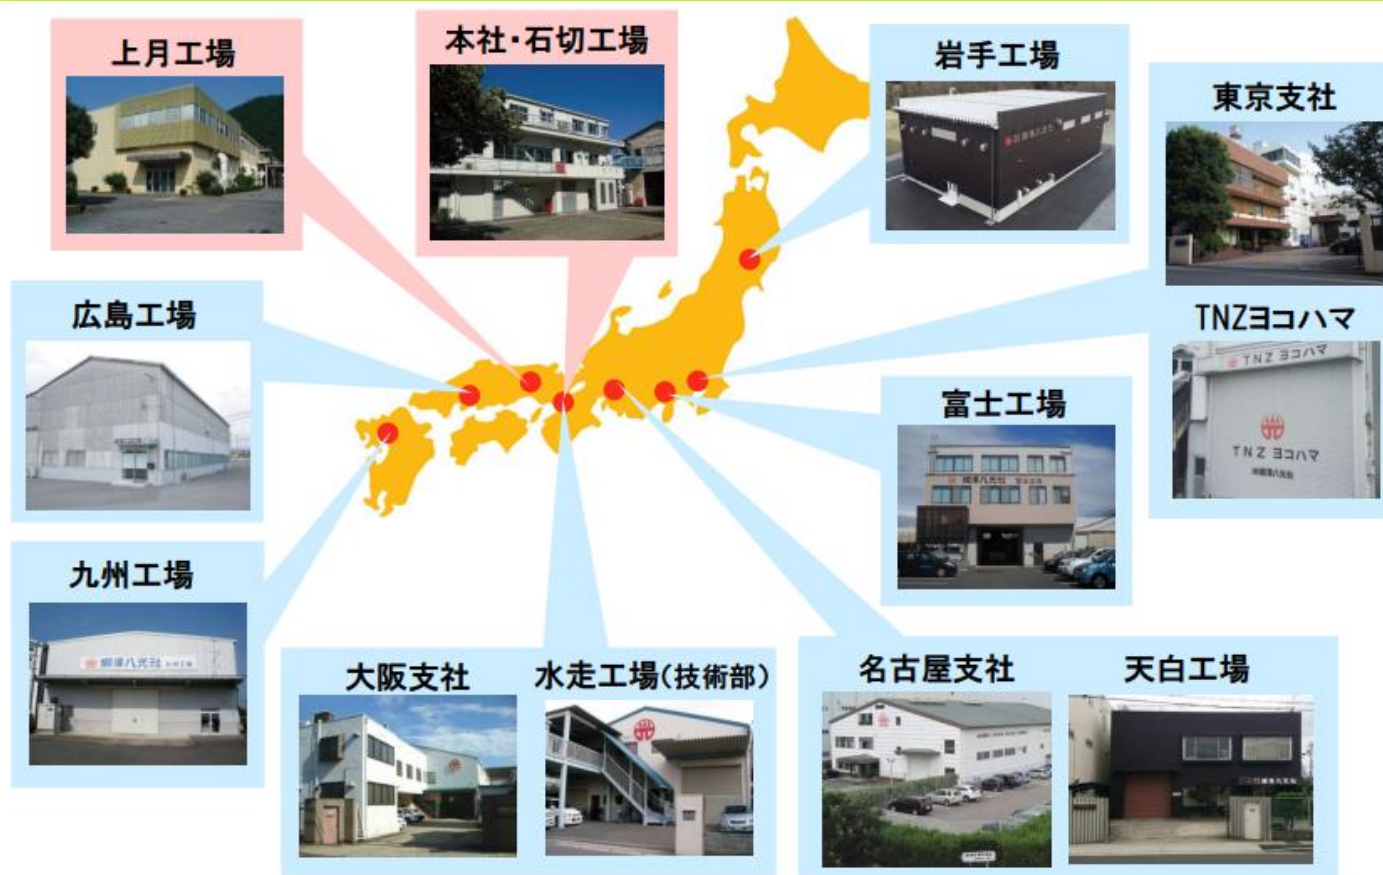 上月工場
本社・石切工場
岩手工場
東京支社
TNZヨコハマ
TNZ ヨコハマ
TNZ ヨコハマ
広島工場
富士工場
九州工場
大阪支社
水走工場(技術部)
名古屋支社
天白工場